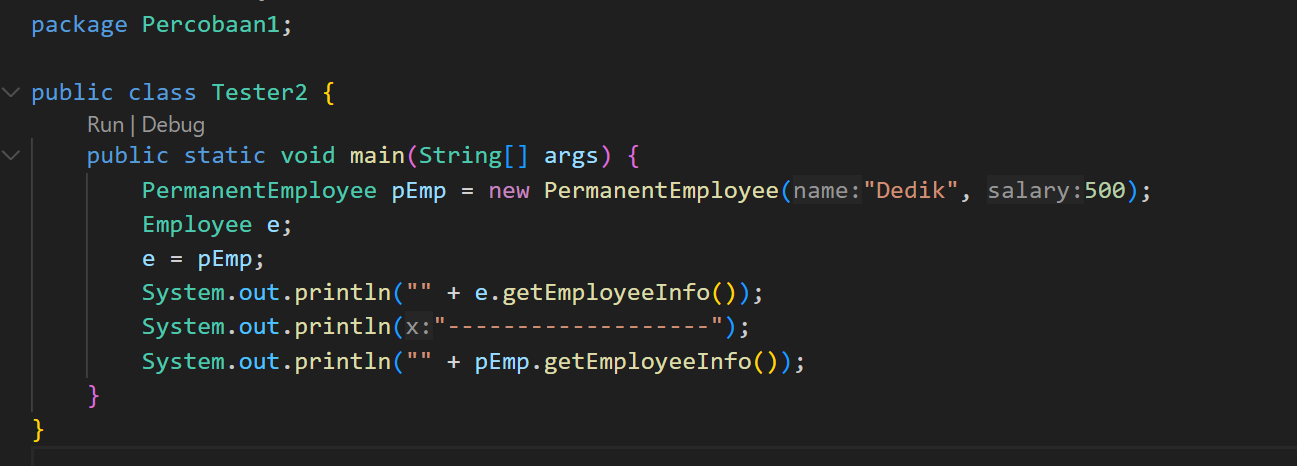 package Percobaan1;
public class Tester2 {
Run | Debug
public static void main(String[] args) {
PermanentEmployee pEmp = new PermanentEmployee(name:"Dedik", salary:500);
Employee e;
e = pEmp;
System.out.println("" + e.getEmployeeInfo());
System.out.println(x:"-------------------");
System.out.println("" + pEmp.getEmployeeInfo());
}
}